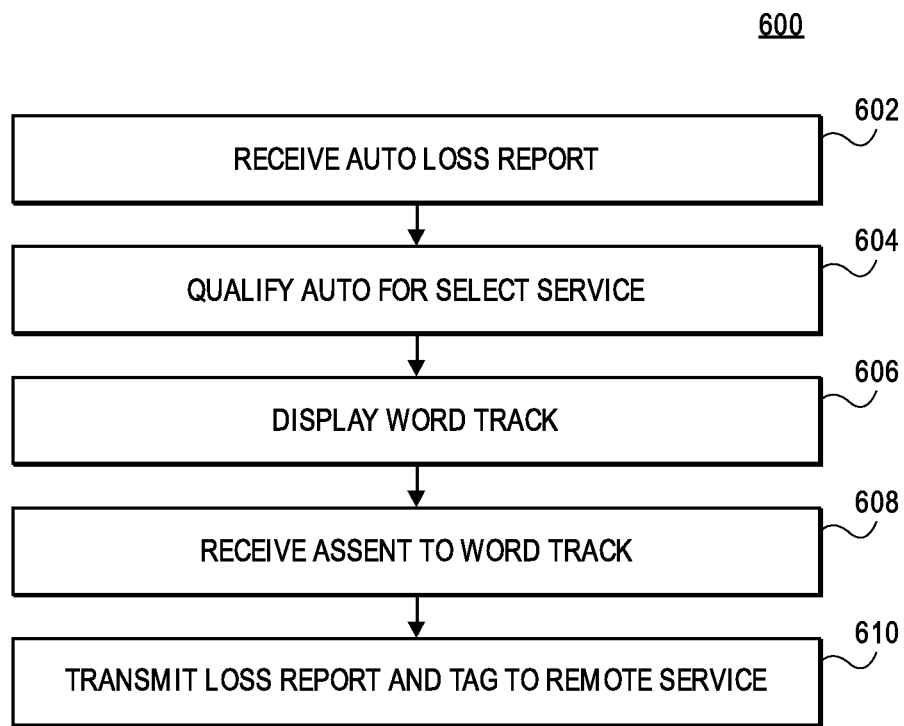 600
602
RECEIVE AUTO LOSS REPORT
604
QUALIFY AUTO FOR SELECT SERVICE
606
DISPLAY WORD TRACK
608
RECEIVE ASSENT TO WORD TRACK
610
TRANSMIT LOSS REPORT AND TAG TO REMOTE SERVICE